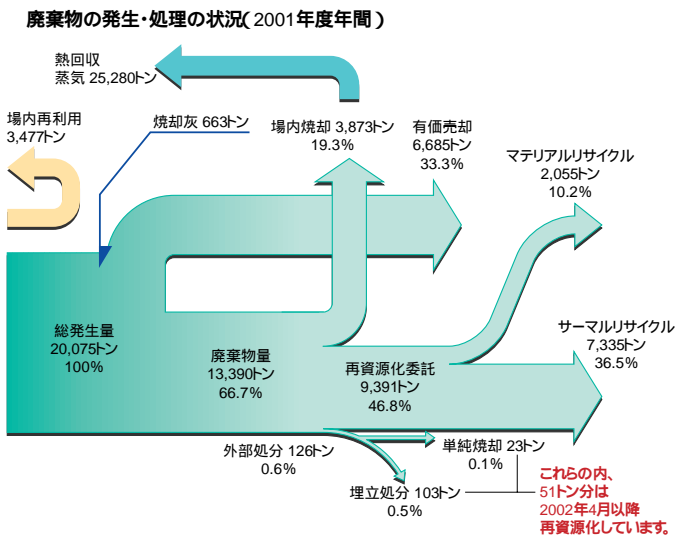 廃棄物の発生・処理の状況（2001年度年間）
熱回収
蒸気 25,280トン
場内再利用
3,477トン
焼却灰 663トン
場内焼却 3,873トン
19.3%
有価売却
6,685トン
33.3%
マテリアルリサイクル
2,055トン
10.2%
総発生量
20,075トン
100%
廃棄物量
13,390トン
66.7%
再資源化委託
9,391トン
46.8%
サーマルリサイクル
7,335トン
36.5%
外部処分 126トン
0.6%
単純焼却 23トン
0.1%
埋立処分 103トン
0.5%
これらの内、
51トン分は
2002年4月以降
再資源化しています。